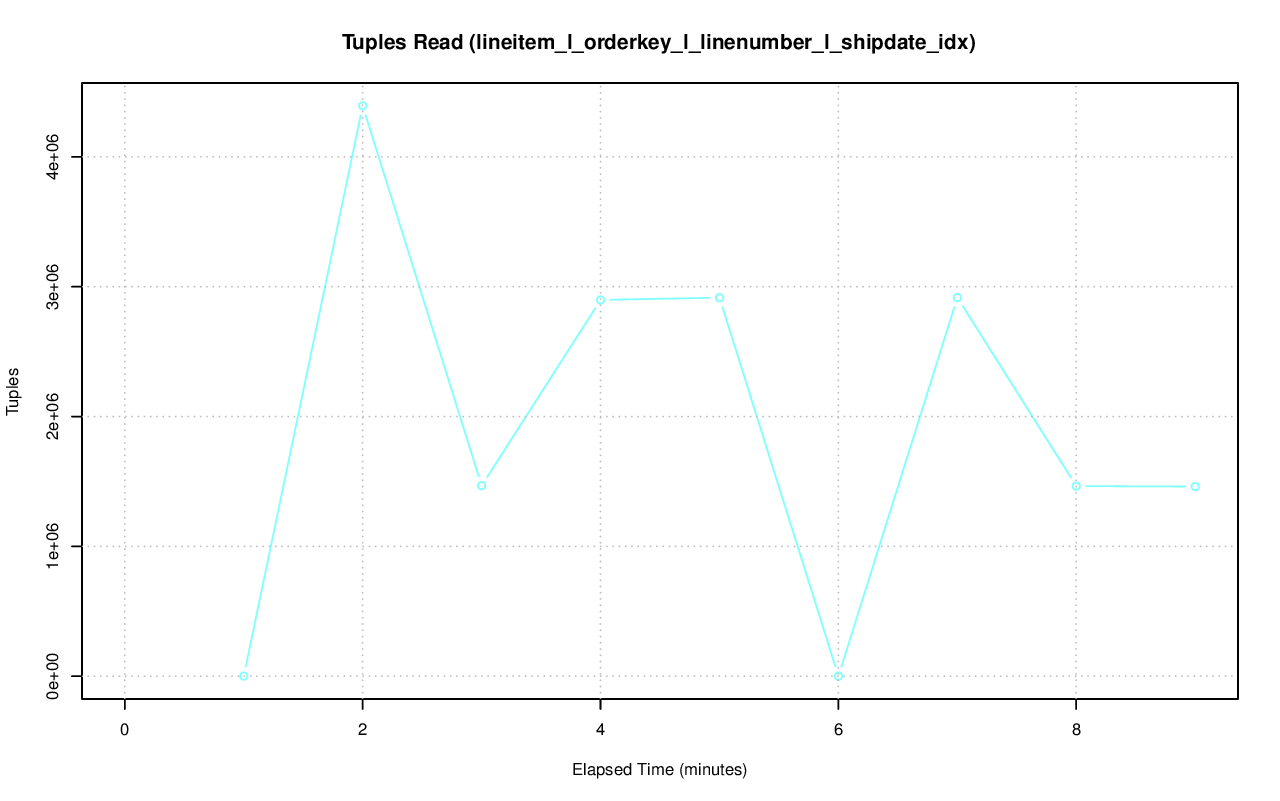 Tuples Read (lineitem_l_orderkey_l_linenumber_l_shipdate_idx)
4e+06
3e+06
2e+06
1e+06
0e+00
Tuples
0 2 4 6 8
Elapsed Time (minutes)